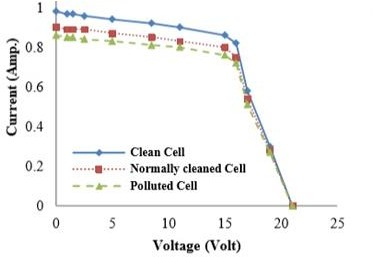 1
0.8
0.6
0.4
0.2
0
Current (Amp.)
Clean Cell
Normally cleaned Cell
Polluted Cell
0 5 10 15 20 25
Voltage (Volt)